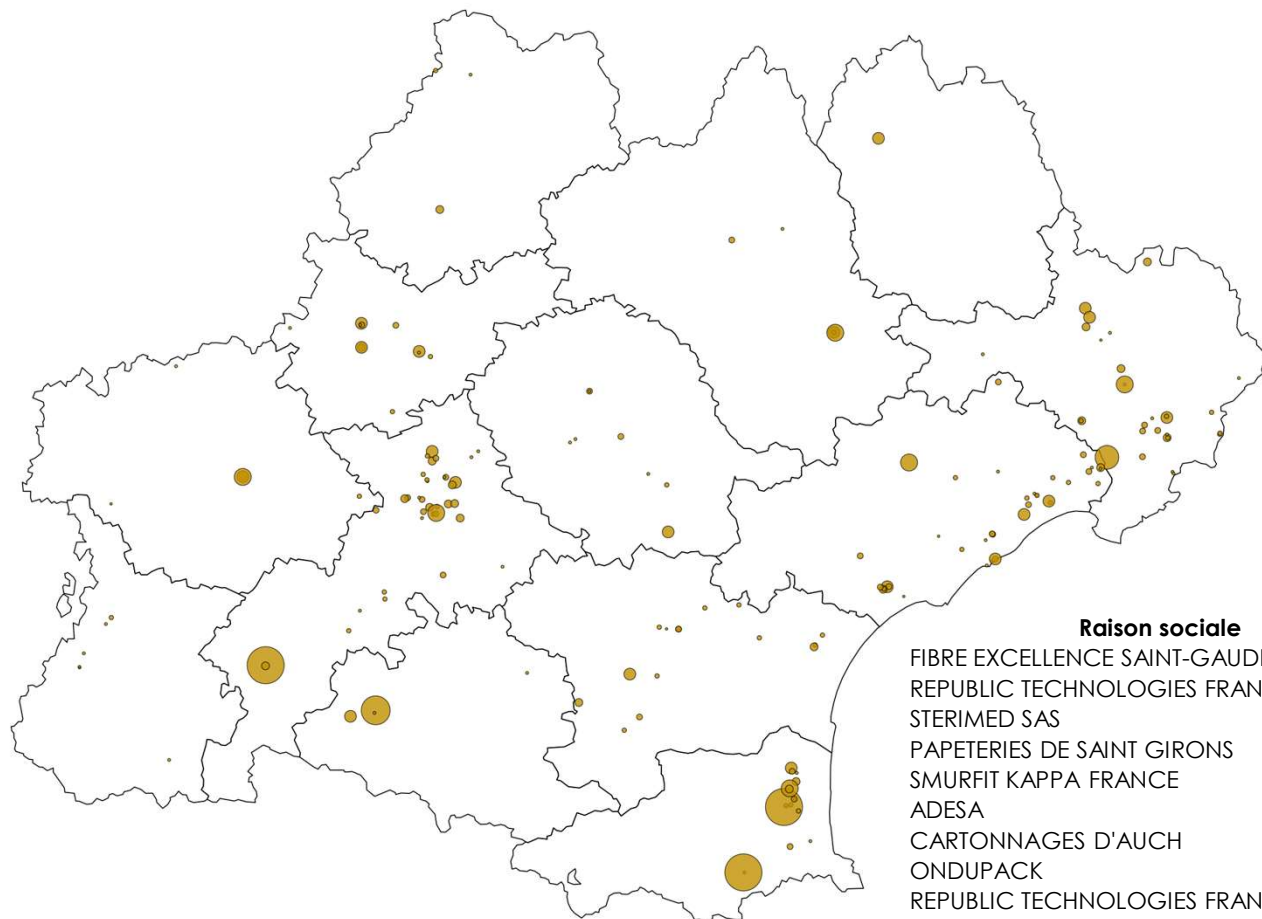 Raison sociale
FIBRE EXCELLENCE SAINT-GAUDE
REPUBLIC TECHNOLOGIES FRAN
STERIMED SAS
PAPETERIES DE SAINT GIRONS
SMURFIT KAPPA FRANCE
ADESA
CARTONNAGES D'AUCH
ONDUPACK
REPUBLIC TECHNOLOGIES FRAN